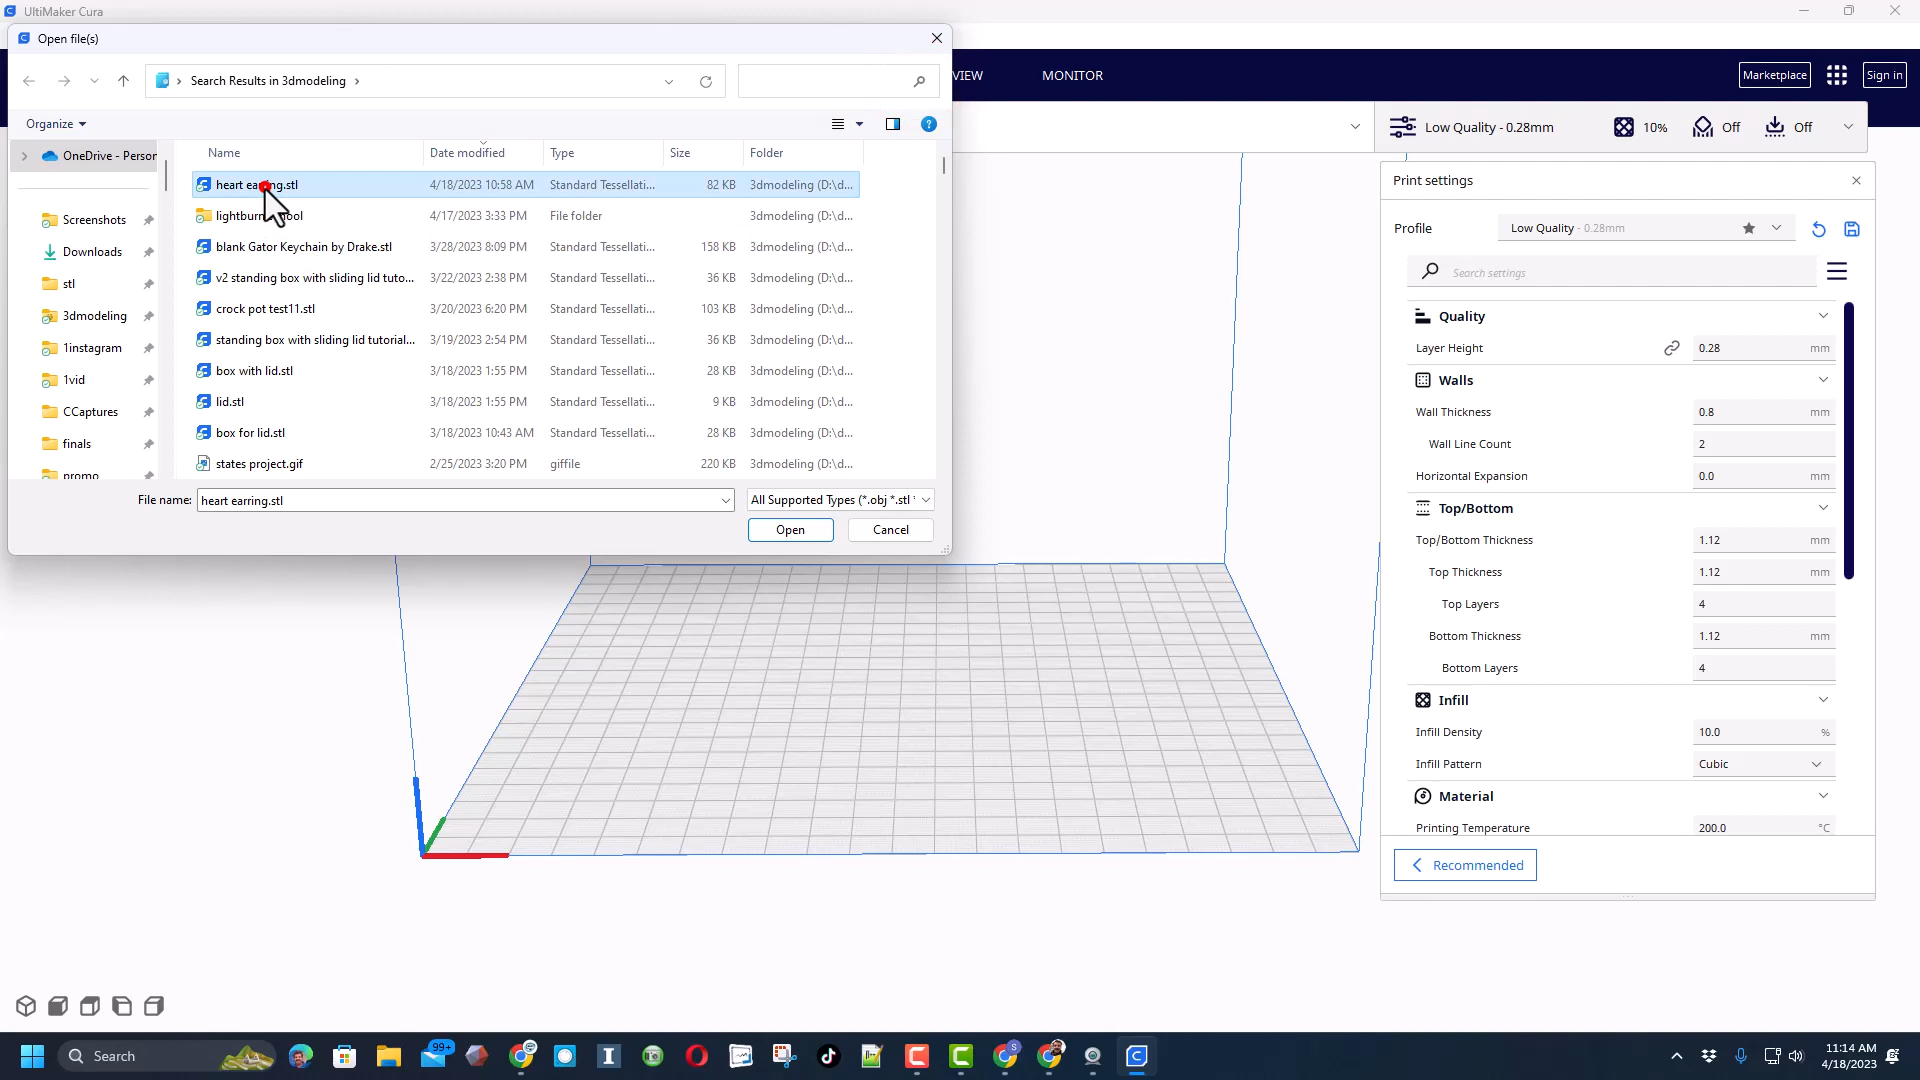 UltiMaker Cura
Open file(s)
Search Results in 3dmodeling
VIEW
MONITOR
Marketplace
Sign in
Organize
Low Quality - 0.28mm
10%
Off
Off
Name
Date modified
Type
Size
Folder
OneDrive - Person
Screenshots
Downloads
stl
3dmodeling
1instagram
1vid
CCaptures
finals
promo
heart earring.stl 4/18/2023 10:58 AM Standard Tessellati... 82 KB 3dmodeling (D:\d...
4/17/2023 3:33 PM File folder 3dmodeling (D:\d...
blank Gator Keychain by Drake.stl 3/28/2023 8:09 PM Standard Tessellati... 158 KB 3dmodeling (D:\d...
v2 standing box with sliding lid tuto... 3/22/2023 2:38 PM Standard Tessellati... 36 KB 3dmodeling (D:\d...
crock pot test11.stl 3/20/2023 6:20 PM Standard Tessellati... 103 KB 3dmodeling (D:\d...
standing box with sliding lid tutorial... 3/19/2023 2:54 PM Standard Tessellati... 36 KB 3dmodeling (D:\d...
box with lid.stl 3/18/2023 1:55 PM Standard Tessellati... 28 KB 3dmodeling (D:\d...
lid.stl 3/18/2023 1:55 PM Standard Tessellati... 9 KB 3dmodeling (D:\d...
box for lid.stl 3/18/2023 10:43 AM Standard Tessellati... 28 KB 3dmodeling (D:\d...
states project.gif 2/25/2023 3:20 PM giffile 220 KB 3dmodeling (D:\d...
File name: heart earring.stl All Supported Types (*.obj *.stl *
Open
Cancel
Print settings
Profile Low Quality - 0.28mm
Search settings
Quality
Layer Height 0.28 mm
Walls
Wall Thickness 0.8 mm
Wall Line Count 2
Horizontal Expansion 0.0 mm
Top/Bottom
Top/Bottom Thickness 1.12 mm
Top Thickness 1.12 mm
Top Layers 4
Bottom Thickness 1.12 mm
Bottom Layers 4
Infill
Infill Density 10.0 %
Infill Pattern Cubic
Material
Printing Temperature 200.0 °C
Recommended
Search
99+
11:14 AM
4/18/2023